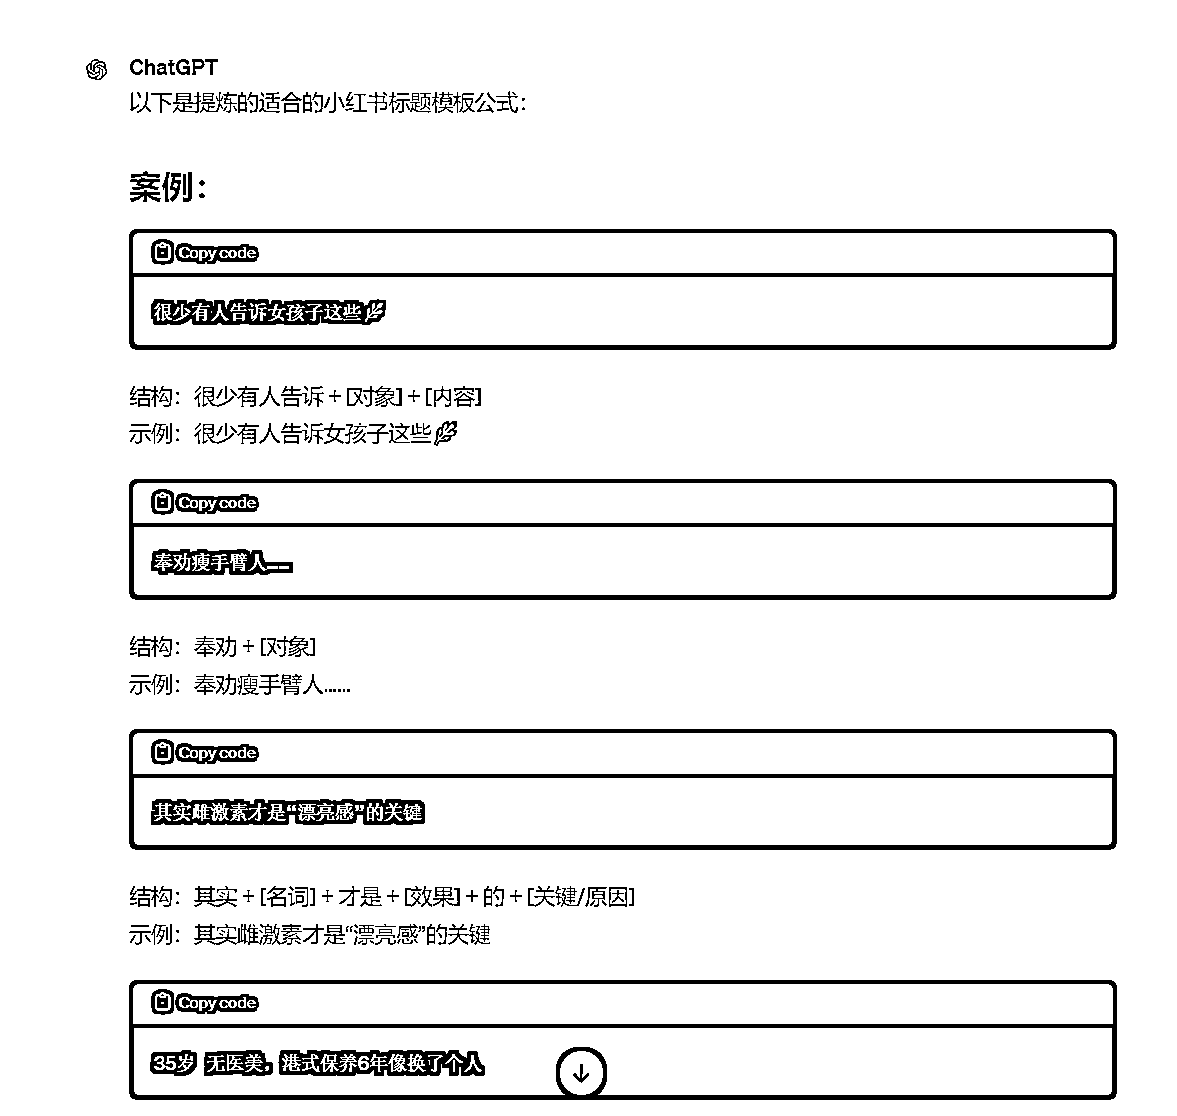 ChatGPT
以下是提炼的适合的小红书标题模板公式：
案例：
Copy code
很少有人告诉女孩子这些🌿
结构：很少有人告诉 + [对象] + [内容]
示例：很少有人告诉女孩子这些🌿
Copy code
奉劝瘦手臂人……
结构：奉劝 + [对象]
示例：奉劝瘦手臂人……
Copy code
其实雌激素才是“漂亮感”的关键
结构：其实 + [名词] + 才是 + [效果] + 的 + [关键/原因]
示例：其实雌激素才是“漂亮感”的关键
Copy code
35岁 无医美，港式保养6年像换了个人